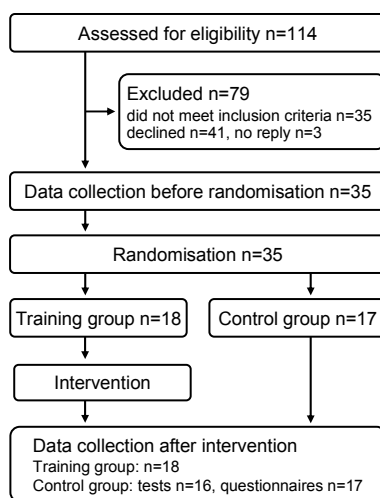 Assessed for eligibility n=114
Excluded n=79
did not meet inclusion criteria n=35
declined n=41, no reply n=3
Data collection before randomisation n=35
Randomisation n=35
Training group n=18
Control group n=17
Intervention
Data collection after intervention
Training group: n=18
Control group: tests n=16, questionnaires n=17